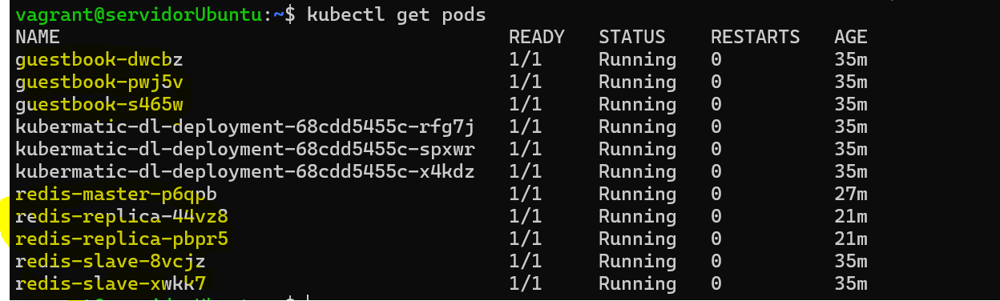 vagrant@servidorUbuntu:~$ kubectl get pods
NAME READY STATUS RESTARTS AGE
guestbook-dwcbz 1/1 Running 0 35m
guestbook-pwj5v 1/1 Running 0 35m
guestbook-s465w 1/1 Running 0 35m
kubermatic-dl-deployment-68cdd5455c-rfg7j 1/1 Running 0 35m
kubermatic-dl-deployment-68cdd5455c-spxwr 1/1 Running 0 35m
kubermatic-dl-deployment-68cdd5455c-x4kdz 1/1 Running 0 35m
redis-master-p6qpb 1/1 Running 0 27m
redis-replica-44vz8 1/1 Running 0 21m
redis-replica-pbpr5 1/1 Running 0 21m
redis-slave-8vcjz 1/1 Running 0 35m
redis-slave-xwkk7 1/1 Running 0 35m